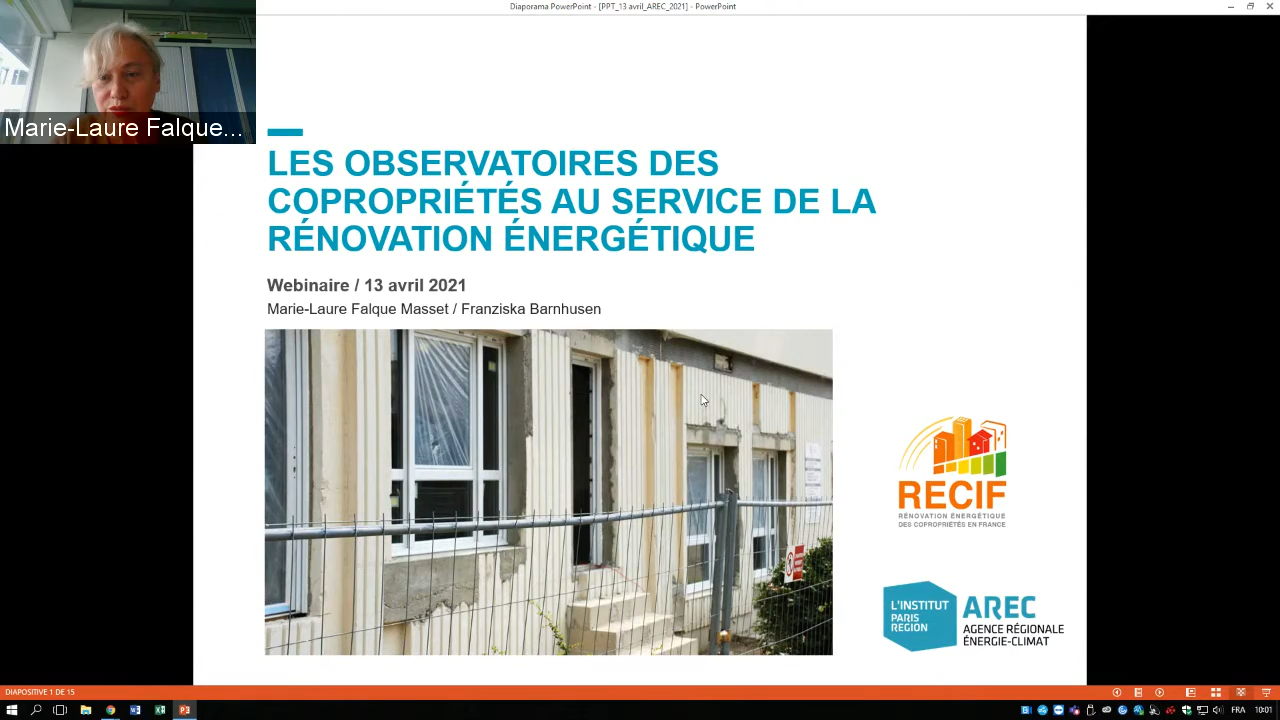 Diaporama PowerPoint - [PPT_13 avril_AREC_2021] - PowerPoint
Marie-Laure Falque...
LES OBSERVATOIRES DES
COPROPRIÉTÉS AU SERVICE DE LA
RÉNOVATION ÉNERGÉTIQUE
Webinaire / 13 avril 2021
Marie-Laure Falque Masset / Franziska Barnhusen
RECIF
RÉNOVATION ÉNERGÉTIQUE
DES COPROPRIÉTÉS EN FRANCE
L'INSTITUT
PARIS
REGION
AREC
AGENCE RÉGIONALE
ÉNERGIE-CLIMAT
DIAPOSITIVE 1 DE 15
FRA
10:01